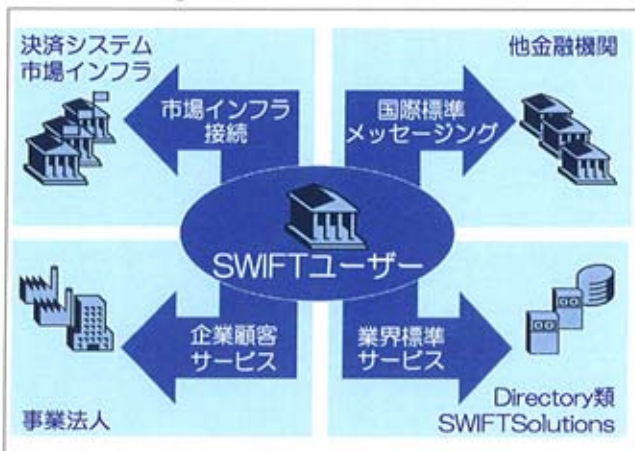 決済システム
市場インフラ
他金融機関
市場インフラ
接続
国際標準
メッセージング
SWIFTユーザー
企業顧客
サービス
業界標準
サービス
事業法人
Directory類
SWIFTSolutions